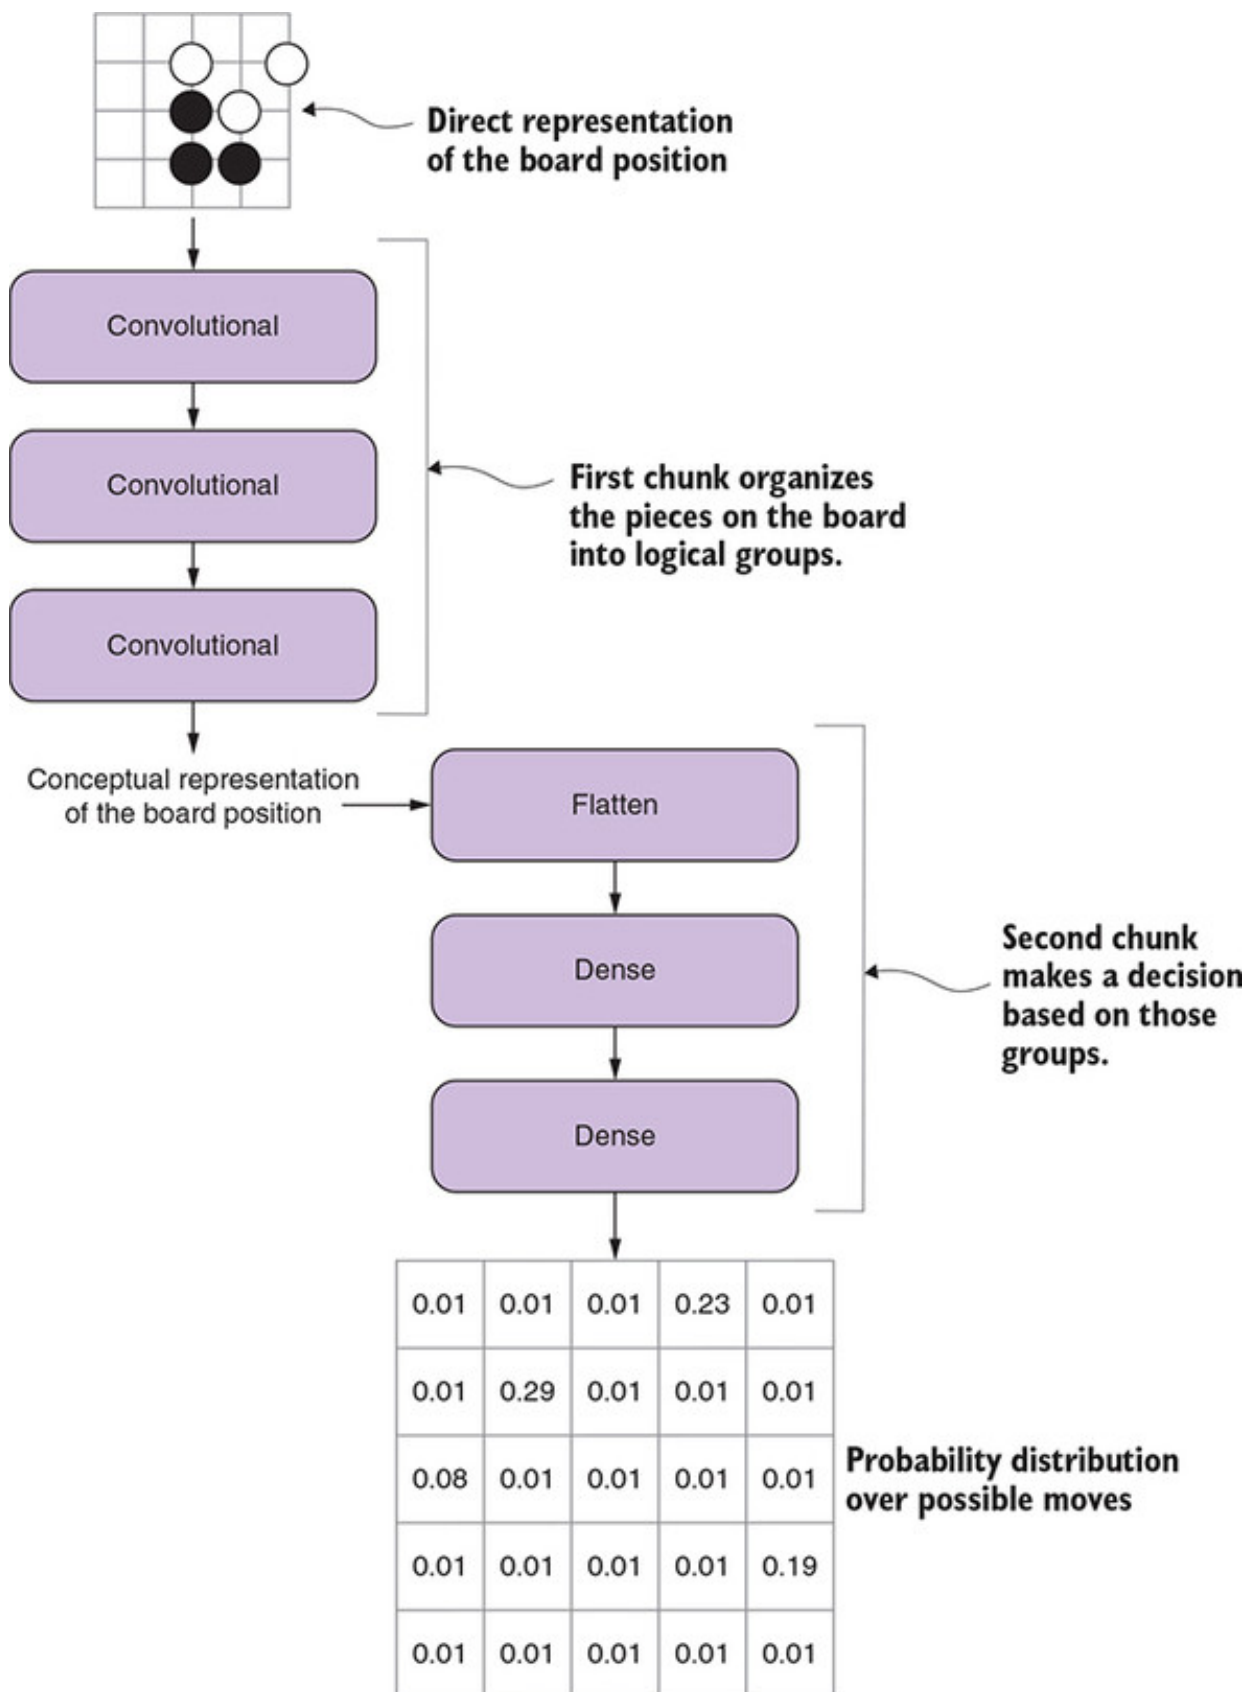 Direct representation
of the board position
Convolutional
Convolutional
Convolutional
First chunk organizes
the pieces on the board
into logical groups.
Conceptual representation
of the board position
Flatten
Dense
Dense
Second chunk
makes a decision
based on those
groups.
0.01 0.01 0.01 0.23 0.01
0.01 0.29 0.01 0.01 0.01
0.08 0.01 0.01 0.01 0.01
0.01 0.01 0.01 0.01 0.19
0.01 0.01 0.01 0.01 0.01
Probability distribution
over possible moves